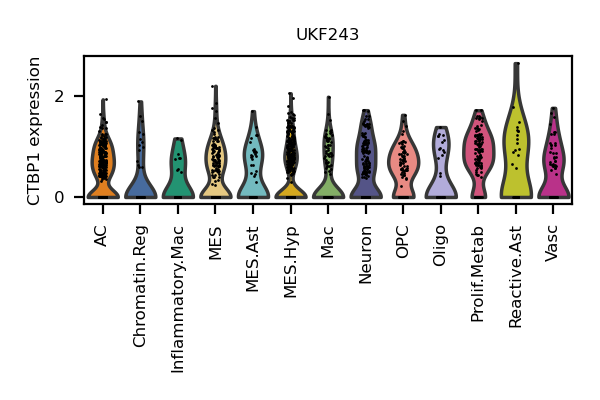 UKF243
CTBP1 expression
2
0
AC
Chromatin.Reg
Inflammatory.Mac
MES
MES.Ast
MES.Hyp
Mac
Neuron
OPC
Oligo
Prolif.Metab
Reactive.Ast
Vasc